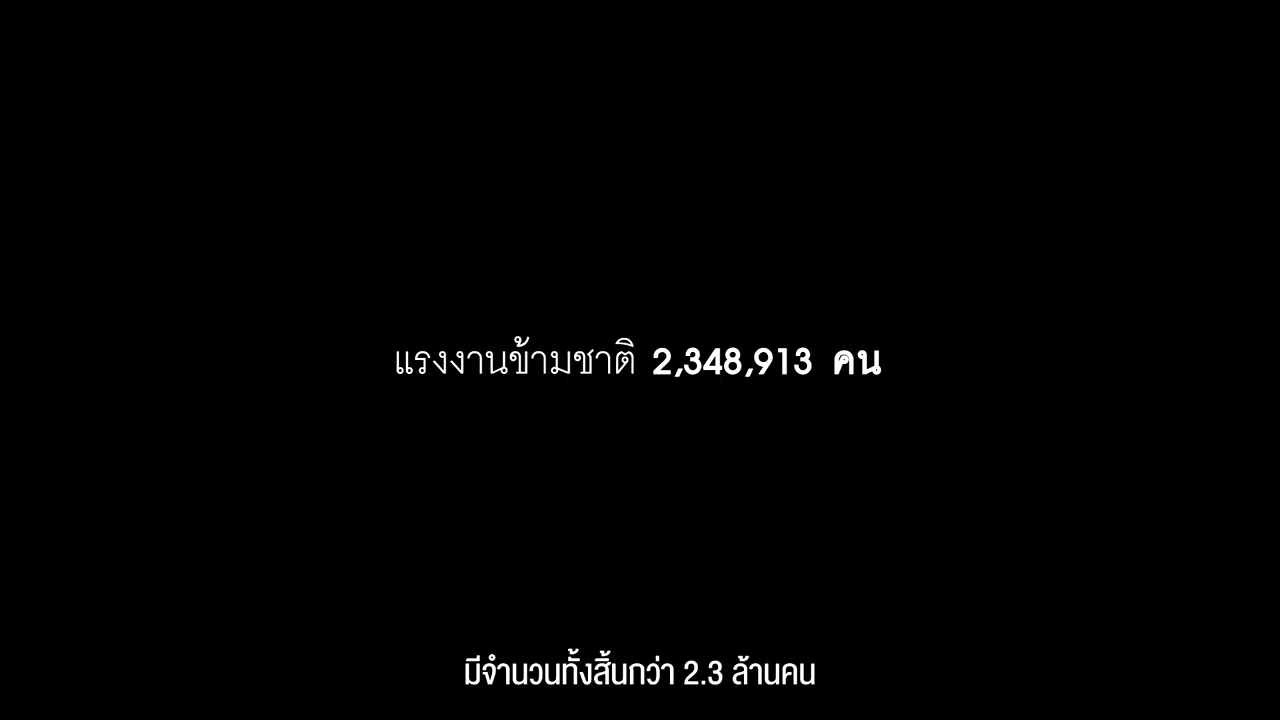 แรงงานข้ามชาติ 2,348,913 คน
มีจำนวนทั้งสิ้นกว่า 2.3 ล้านคน